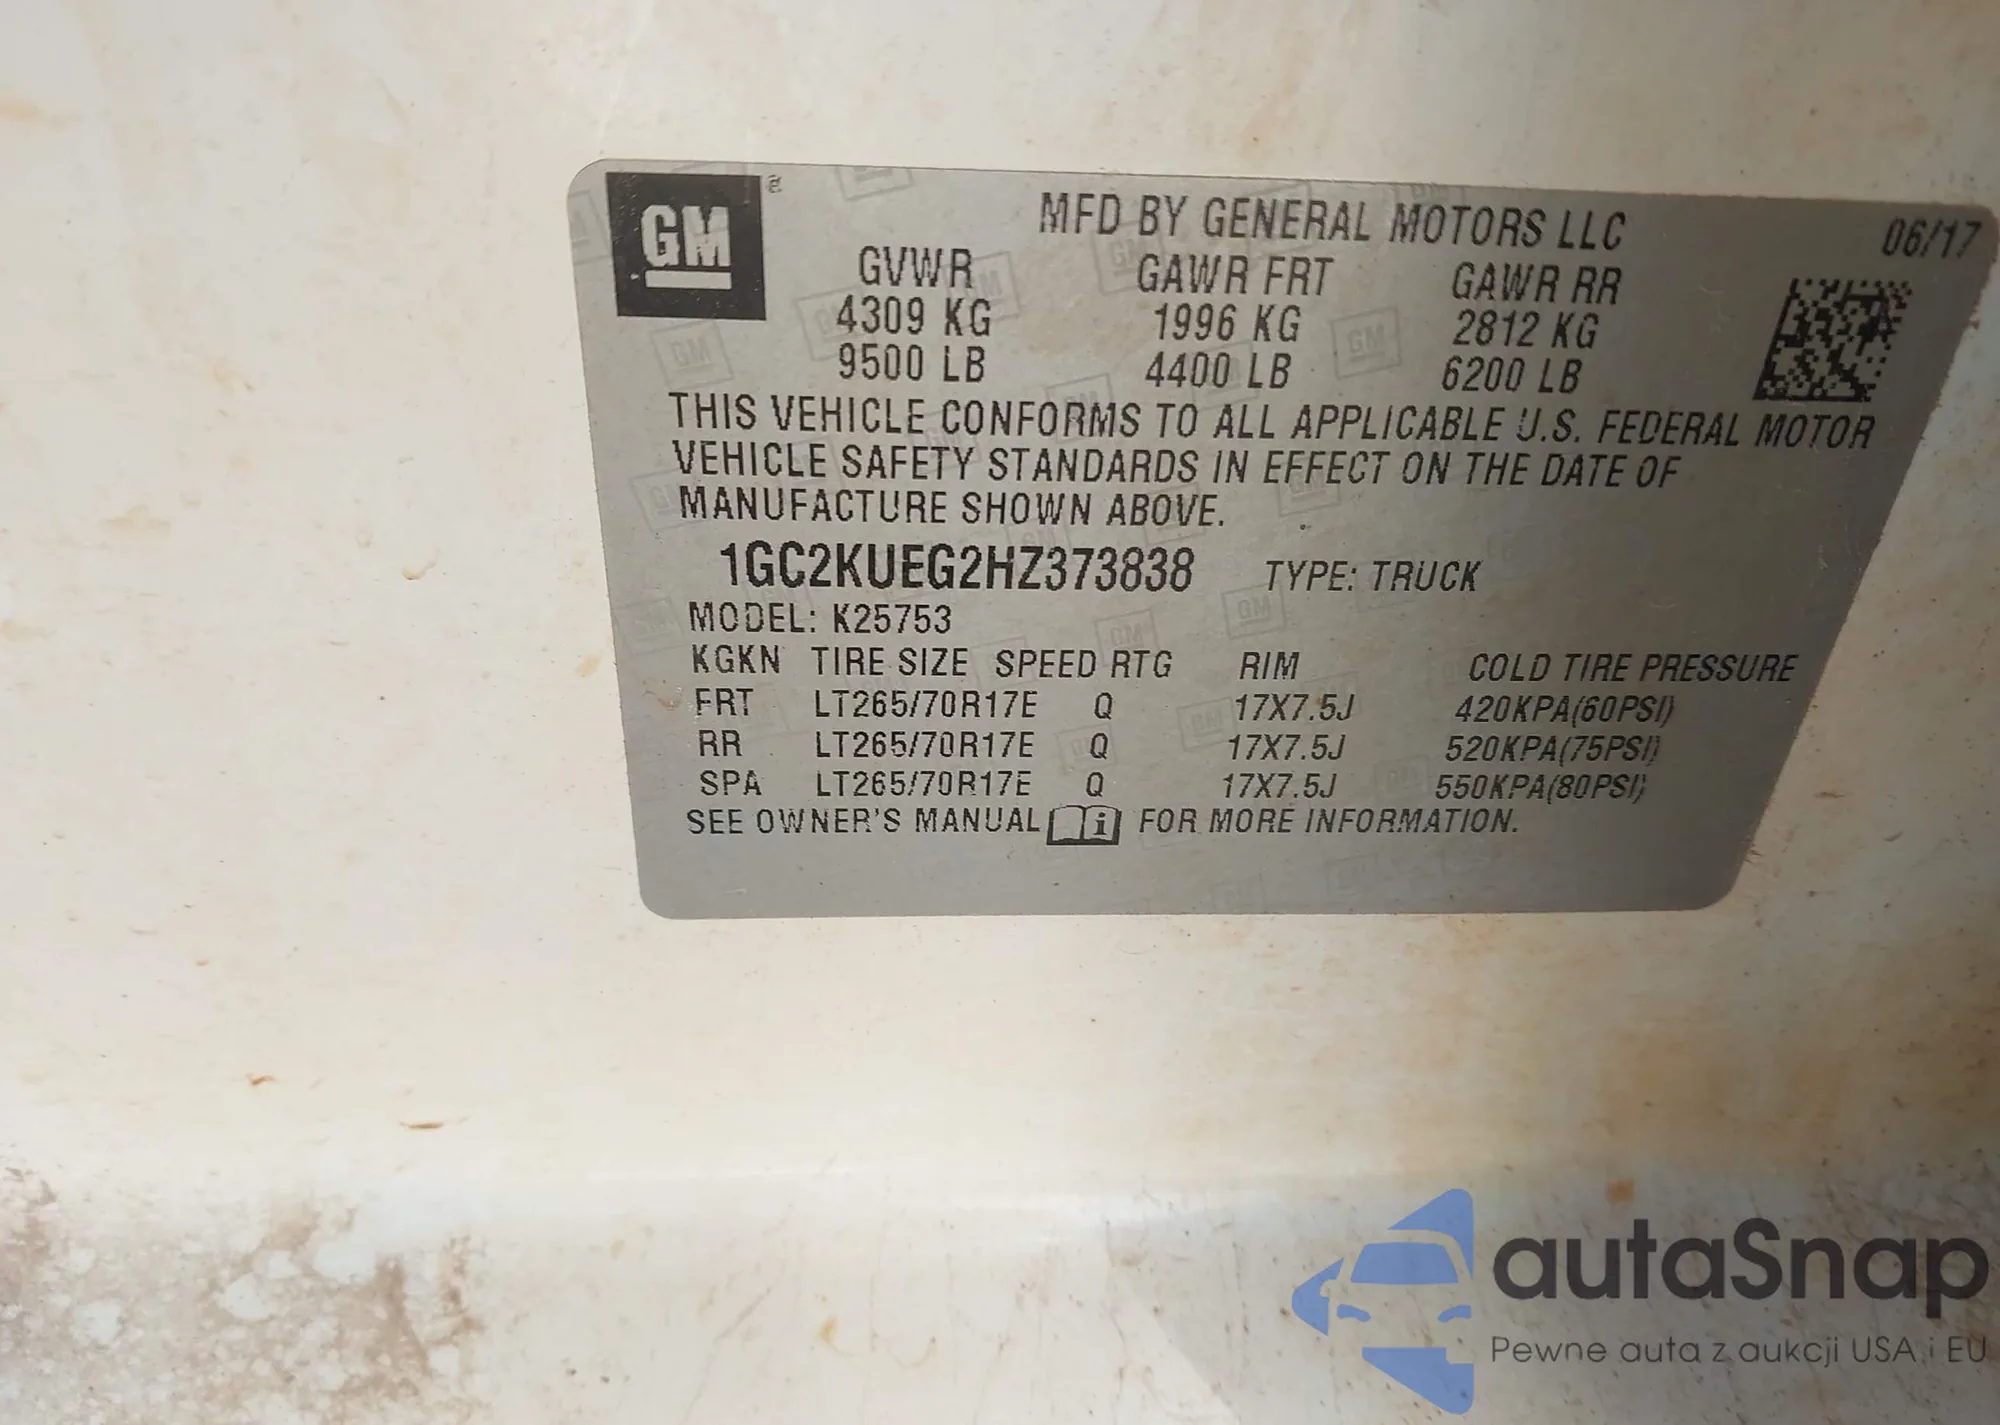 GM
MFD BY GENERAL MOTORS LLC 06/17
GVWR GAWR FRT GAWR RR
4309 KG 1996 KG 2812 KG
9500 LB 4400 LB 6200 LB
THIS VEHICLE CONFORMS TO ALL APPLICABLE U.S. FEDERAL MOTOR
VEHICLE SAFETY STANDARDS IN EFFECT ON THE DATE OF
MANUFACTURE SHOWN ABOVE.
1GC2KUEG2HZ373838 TYPE: TRUCK
MODEL: K25753
KGKN TIRE SIZE SPEED RTG RIM COLD TIRE PRESSURE
FRT LT265/70R17E Q 17X7.5J 420KPA(60PSI)
RR LT265/70R17E Q 17X7.5J 520KPA(75PSI)
SPA LT265/70R17E Q 17X7.5J 550KPA(80PSI)
SEE OWNER'S MANUAL i FOR MORE INFORMATION.
autaSnap
Pewne auta z aukcji USA i EU